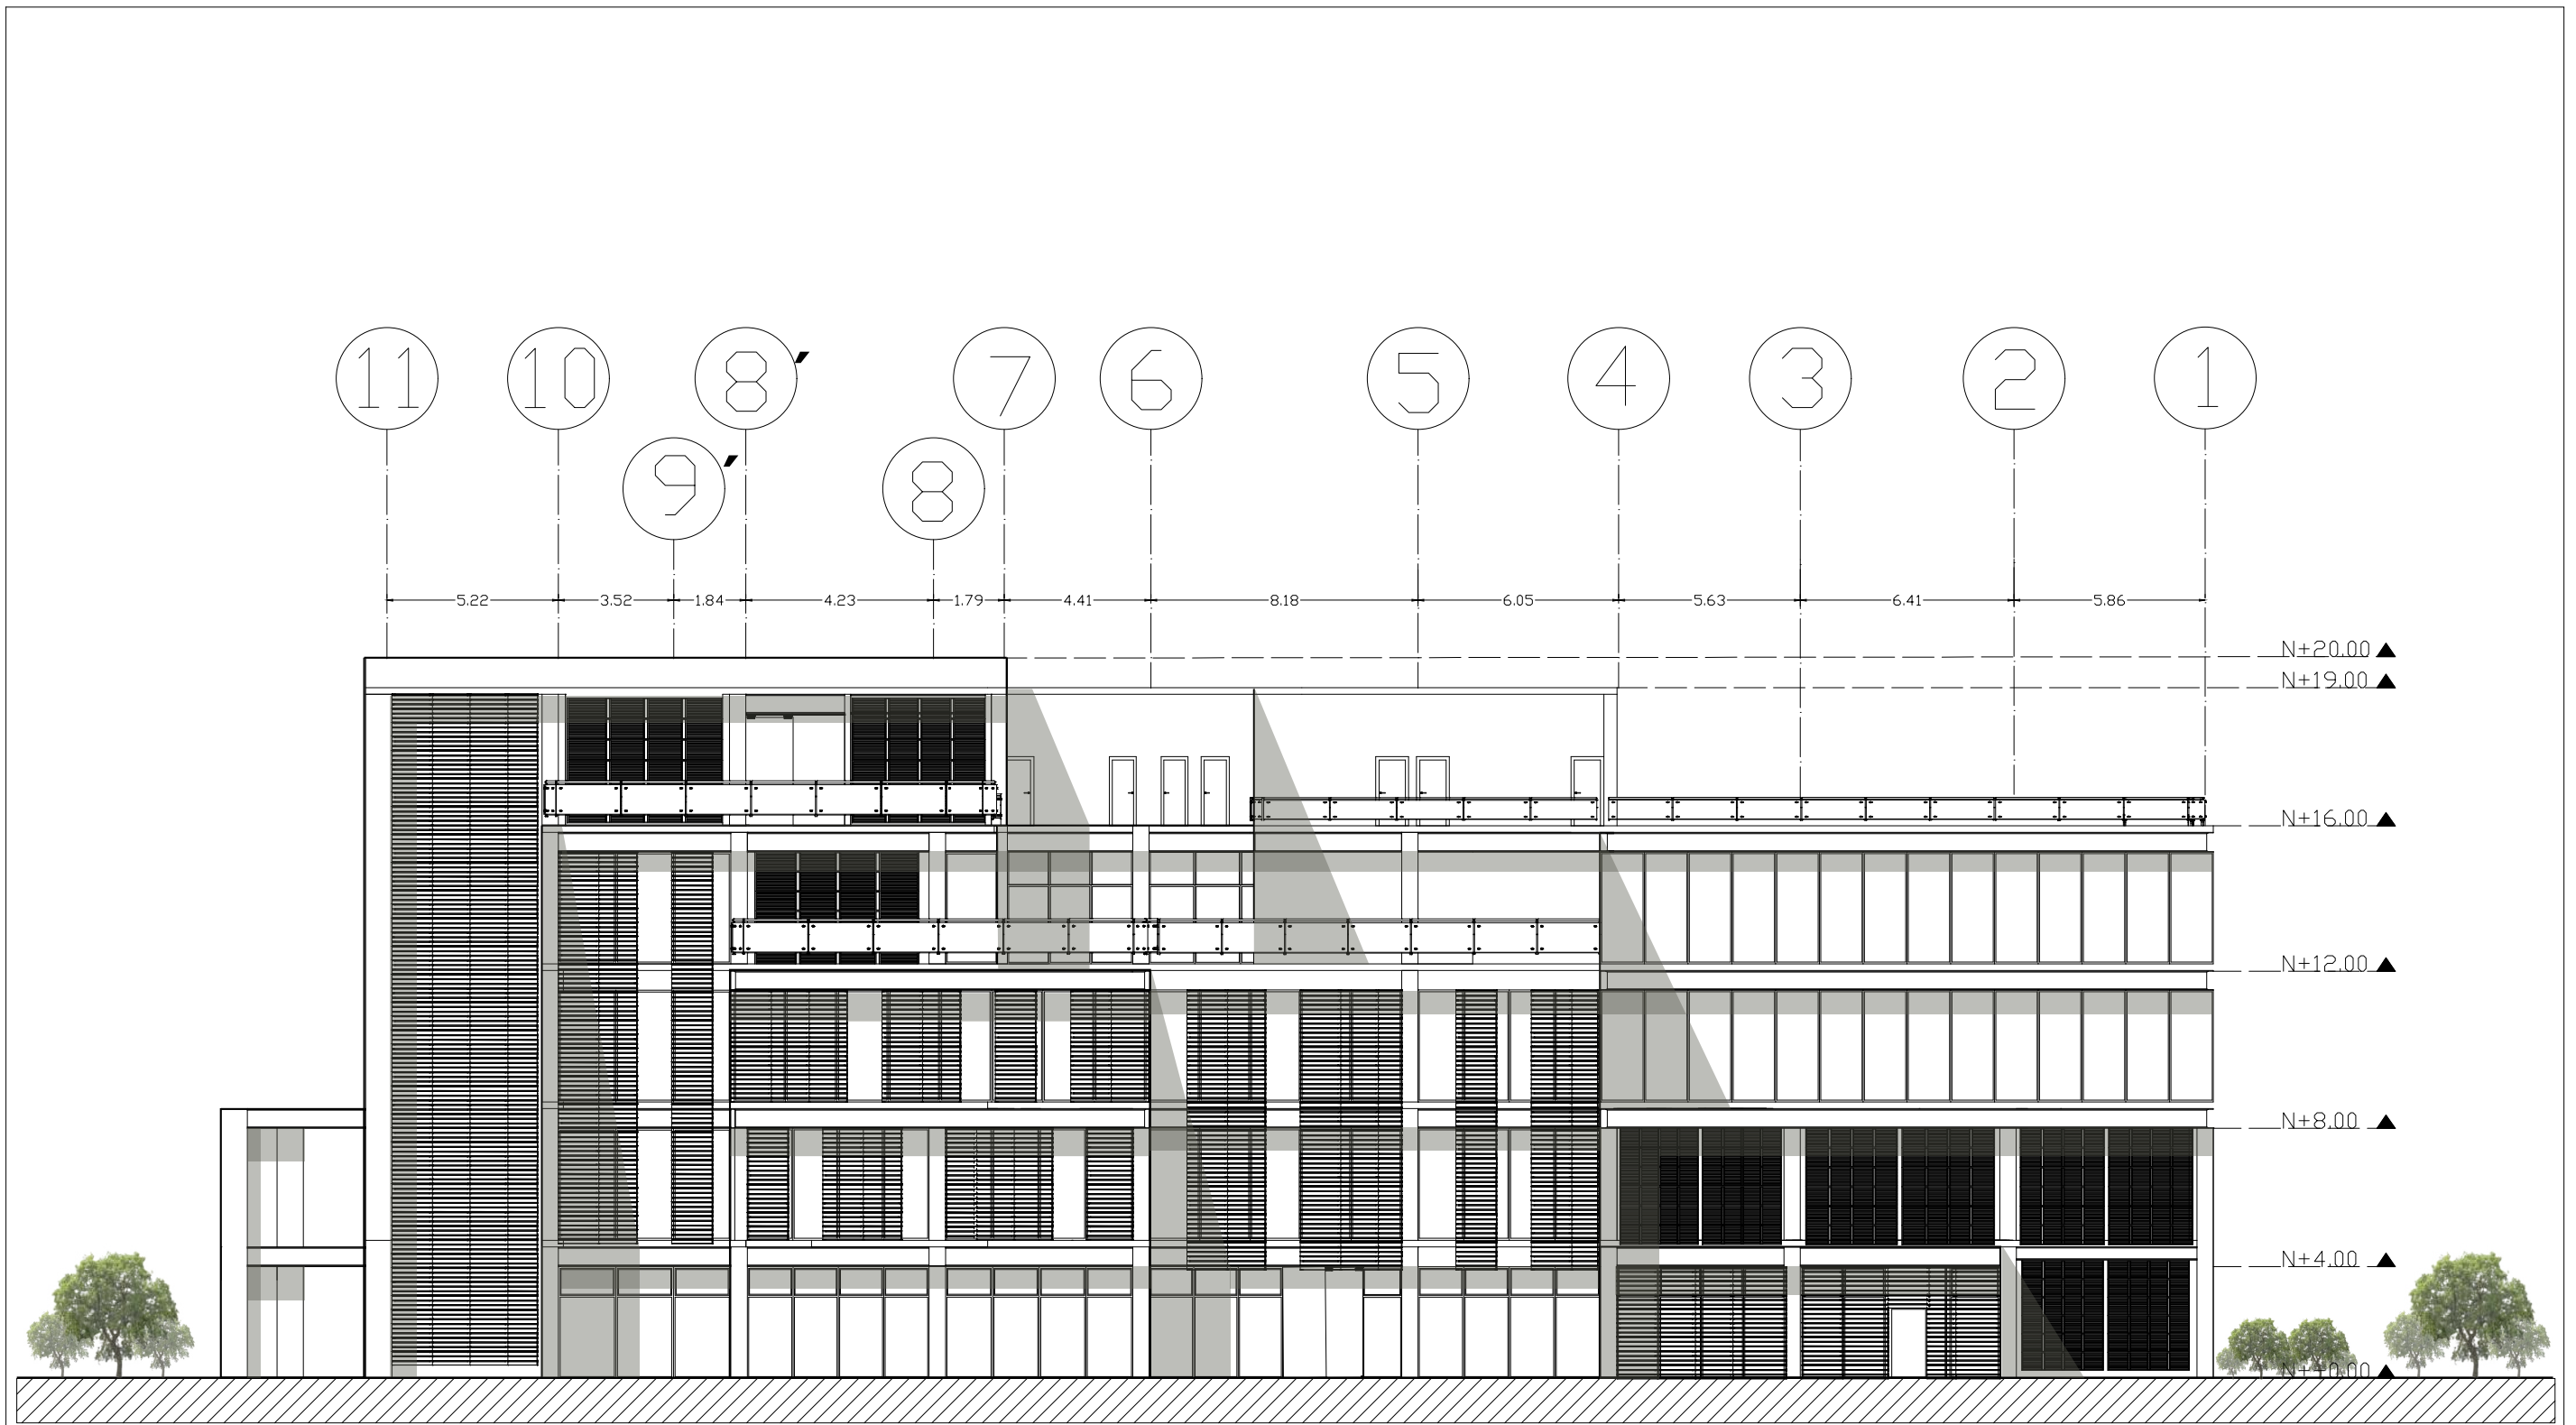 11 10 8' 7 6 5 4 3 2 1
9' 8
5.22 3.52 1.84 4.23 1.79 4.41 8.18 6.05 5.63 6.41 5.86
N+20.00
N+19.00
N+16.00
N+12.00
N+8.00
N+4.00
N+±0.00